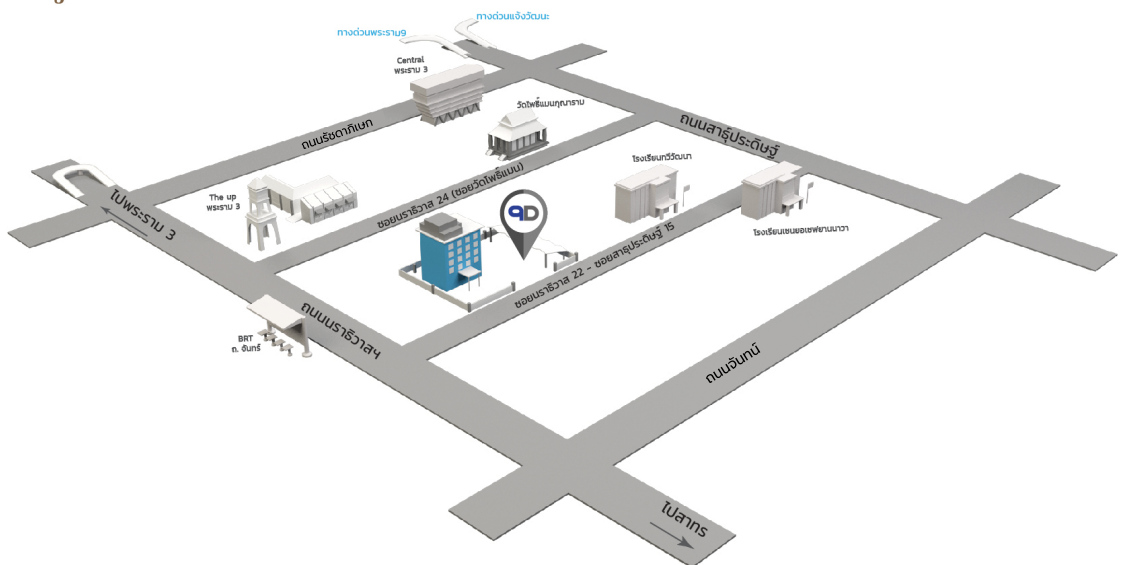 ทางด่วนแจ้งวัฒนะ
ทางด่วนพระราม9
Central
พระราม 3
วัดโพธิ์แมนคุณาราม
ถนนรัชดาภิเษก
ถนนสาธุประดิษฐ์
โรงเรียนทวีวัฒนา
The up
พระราม 3
ไปพระราม 3
ซอยนราธิวาส 24 (ซอยวัดโพธิ์แมน)
โรงเรียนเซนยอเซฟยานนาวา
ซอยนราธิวาส 22 - ซอยสาธุประดิษฐ์ 15
ถนนนราธิวาสฯ
BRT
ถ. จันทร์
ถนนจันทน์
ไปสาทร